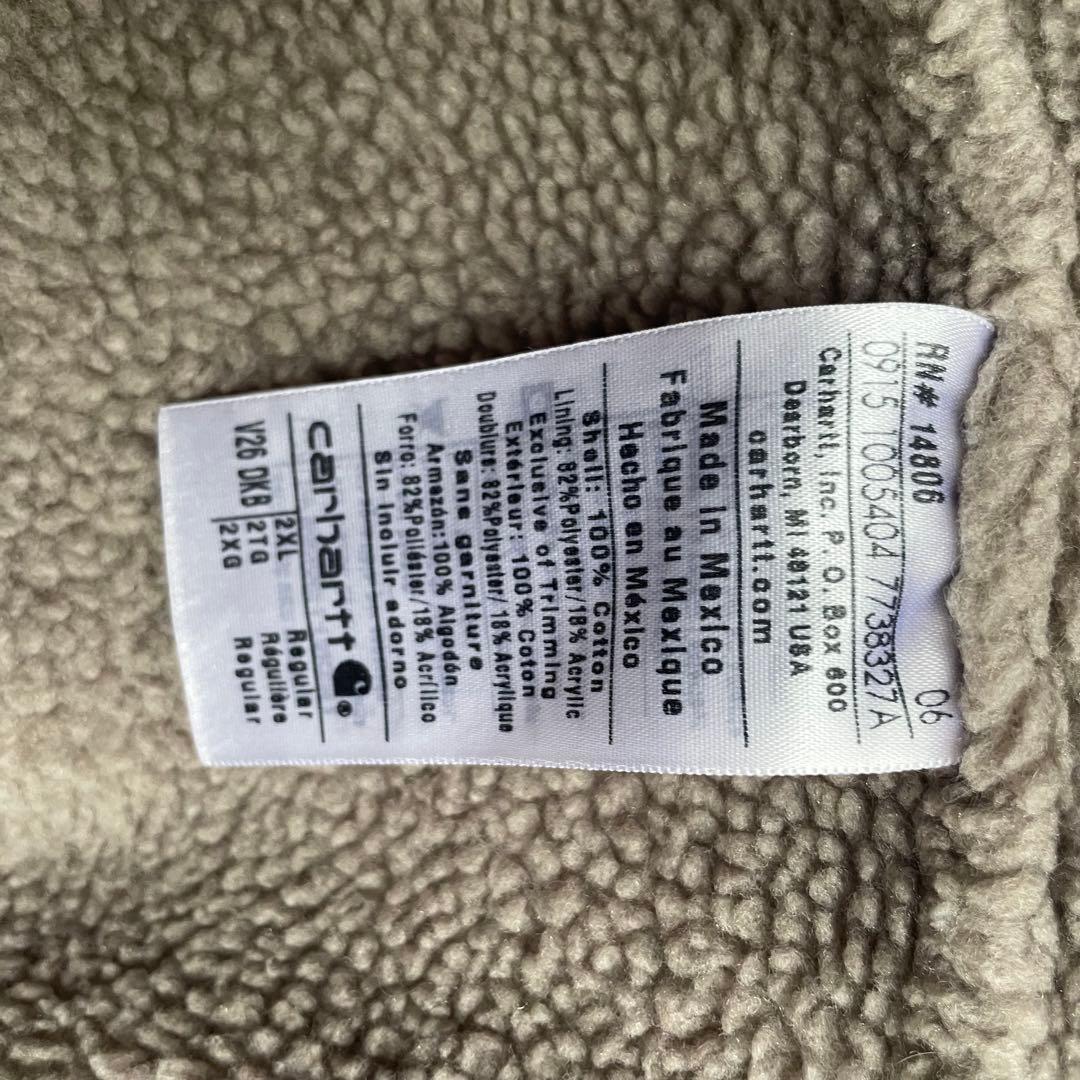 RN# 14806 06
0915 1005404 7738327A
Carhartt, Inc. P.O. Box 600
Dearborn, MI 48121 USA
carhartt.com
Made in Mexico
Fabrique au Mexique
Hecho en México
Shell: 100% Cotton
Lining: 82%Polyester/18% Acrylic
Exclusive of Trimming
Extérieur: 100% Coton
Doublure: 82%Polyester/18% Acrylique
Sans garniture
Armazón:100% Algodón
Forro: 82%Poliéster/18% Acrílico
Sin incluir adorno
carhartt ®
2XL Regular
V26 DKB 2TG Régulière
2XG Regular